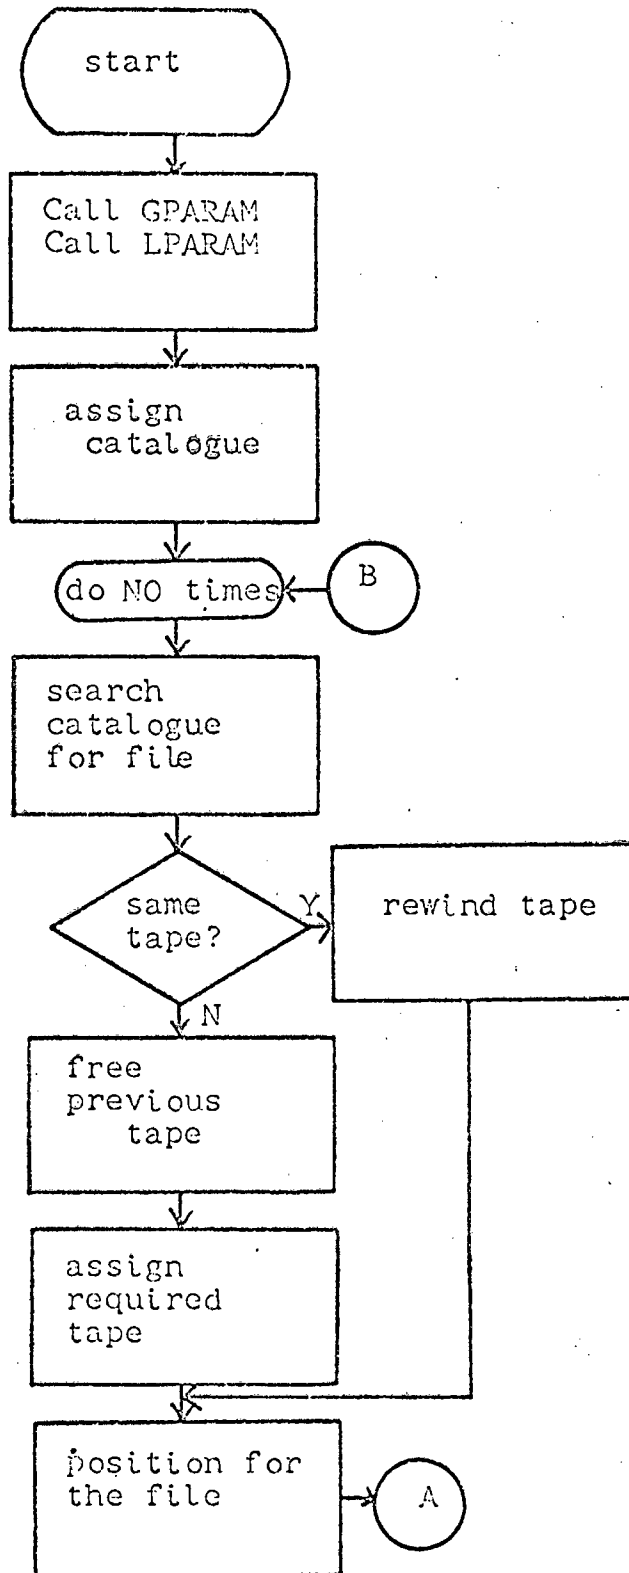 start
Call GPARAM
Call LPARAM
assign
catalogue
do NO times
B
search
catalogue
for file
same
tape?
Y
rewind tape
N
free
previous
tape
assign
required
tape
position for
the file
A